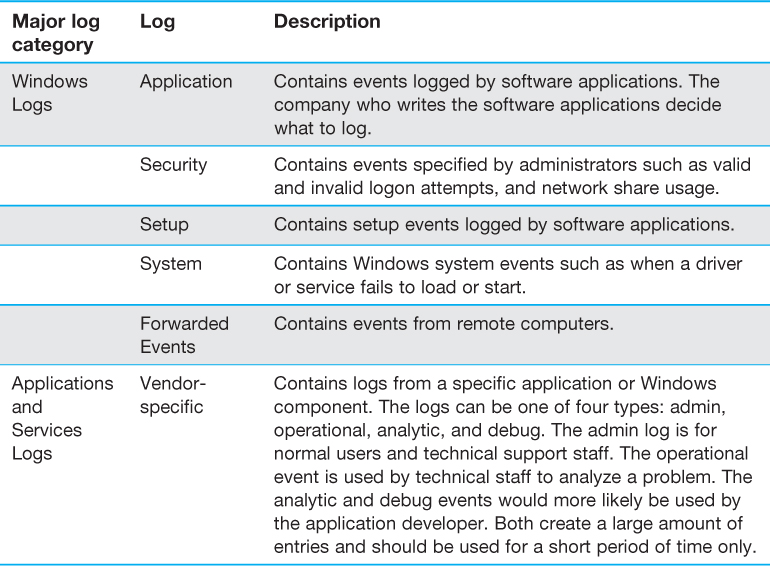 Major log category
Log
Description
Windows Logs
Application
Contains events logged by software applications. The
company who writes the software applications decide
what to log.
Security
Contains events specified by administrators such as valid
and invalid logon attempts, and network share usage.
Setup
Contains setup events logged by software applications.
System
Contains Windows system events such as when a driver
or service fails to load or start.
Forwarded
Events
Contains events from remote computers.
Applications
and
Services
Logs
Vendor-
specific
Contains logs from a specific application or Windows
component. The logs can be one of four types: admin,
operational, analytic, and debug. The admin log is for
normal users and technical support staff. The operational
event is used by technical staff to analyze a problem. The
analytic and debug events would more likely be used by
the application developer. Both create a large amount of
entries and should be used for a short period of time only.